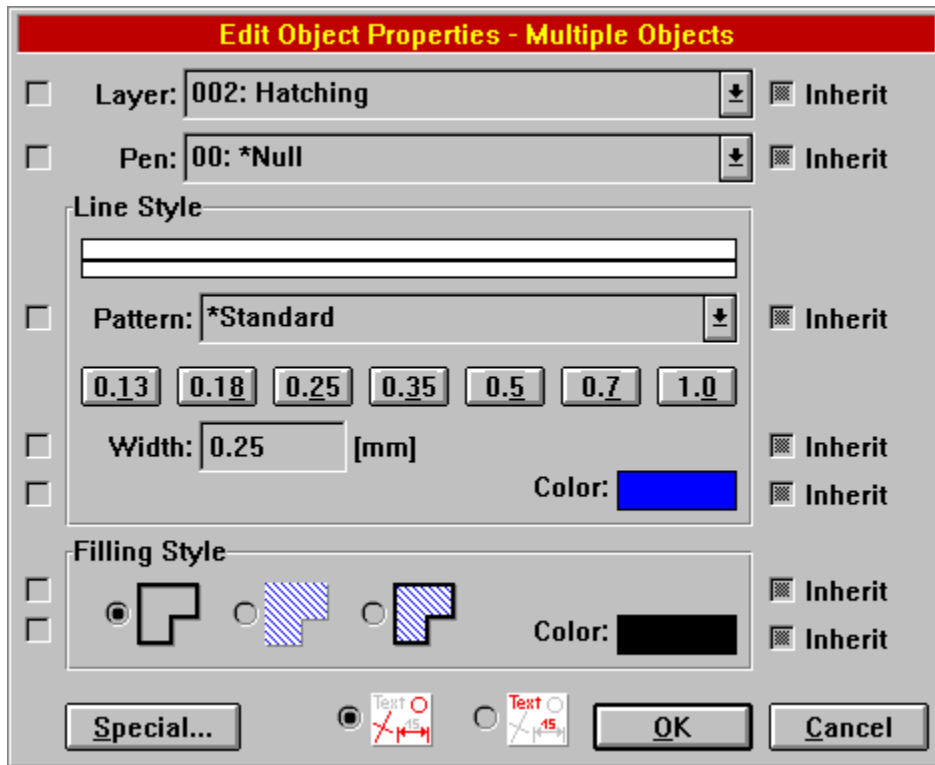 Edit Object Properties - Multiple Objects
Layer: 002: Hatching Inherit
Pen: 00: *Null Inherit
Line Style
Pattern: *Standard Inherit
0.13 0.18 0.25 0.35 0.5 0.7 1.0
Width: 0.25 [mm] Inherit
Color: Inherit
Filling Style
Inherit
Color: Inherit
Special... Text 15 Text 15 OK Cancel